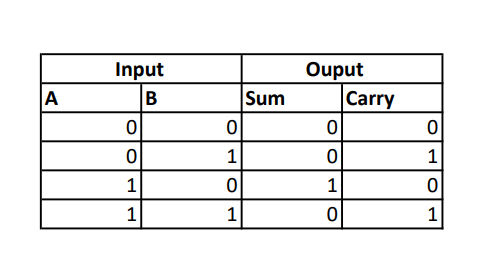 Input Ouput
A B Sum Carry
0 0 0 0
0 1 0 1
1 0 1 0
1 1 0 1